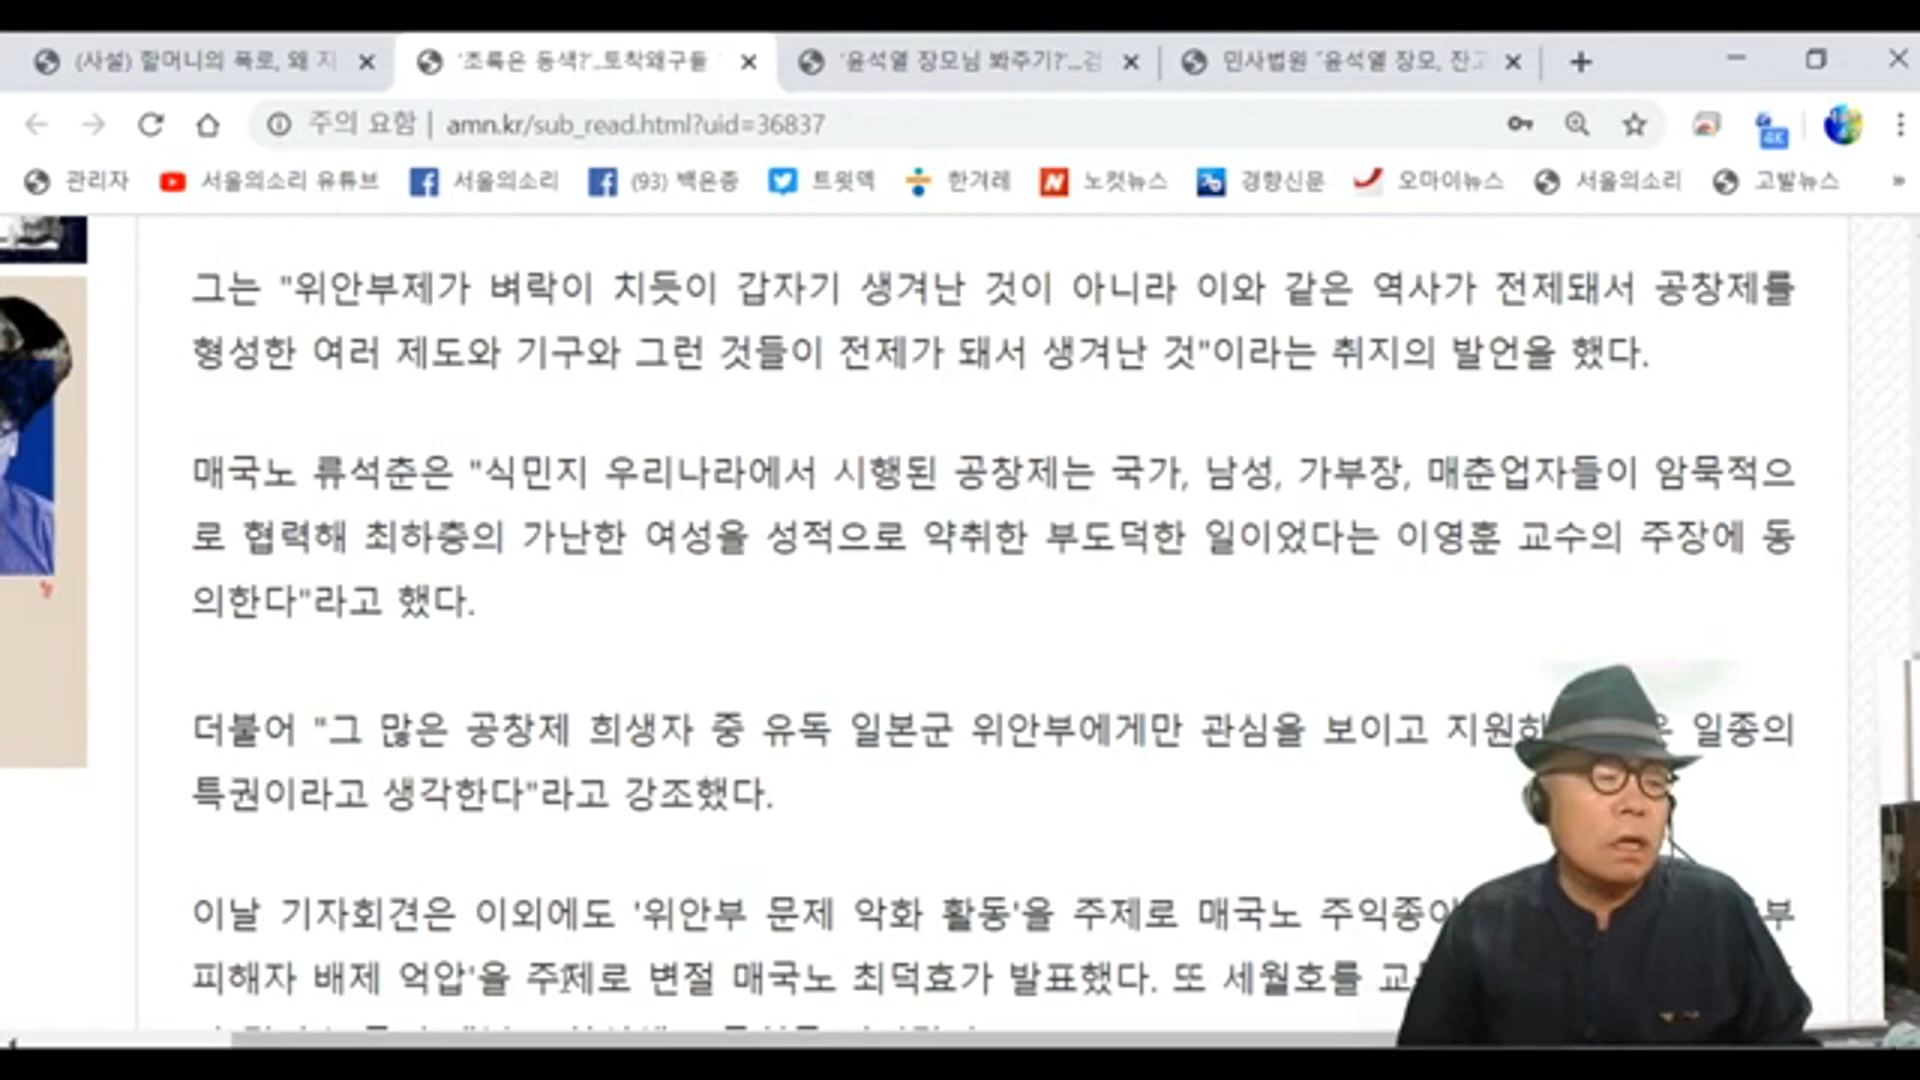 (사설) 할머니의 폭로, 왜 지
'초록은 동색?'...토착왜구들
'윤석열 장모님 봐주기?'...검
민사법원 "윤석열 장모, 잔고
주의 요함 | amn.kr/sub_read.html?uid=36837
4K
관리자 서울의소리 유튜브 서울의소리 (93) 백은종 트윗덱 한겨레 노컷뉴스 경향신문 오마이뉴스 서울의소리 고발뉴스 »
그는 "위안부제가 벼락이 치듯이 갑자기 생겨난 것이 아니라 이와 같은 역사가 전제돼서 공창제를
형성한 여러 제도와 기구와 그런 것들이 전제가 돼서 생겨난 것"이라는 취지의 발언을 했다.
매국노 류석춘은 "식민지 우리나라에서 시행된 공창제는 국가, 남성, 가부장, 매춘업자들이 암묵적으
로 협력해 최하층의 가난한 여성을 성적으로 약취한 부도덕한 일이었다는 이영훈 교수의 주장에 동
의한다"라고 했다.
더불어 "그 많은 공창제 희생자 중 유독 일본군 위안부에게만 관심을 보이고 지원하 일종의
특권이라고 생각한다"라고 강조했다.
이날 기자회견은 이외에도 '위안부 문제 악화 활동'을 주제로 매국노 주익종이 부
피해자 배제 억압'을 주제로 변절 매국노 최덕효가 발표했다. 또 세월호를